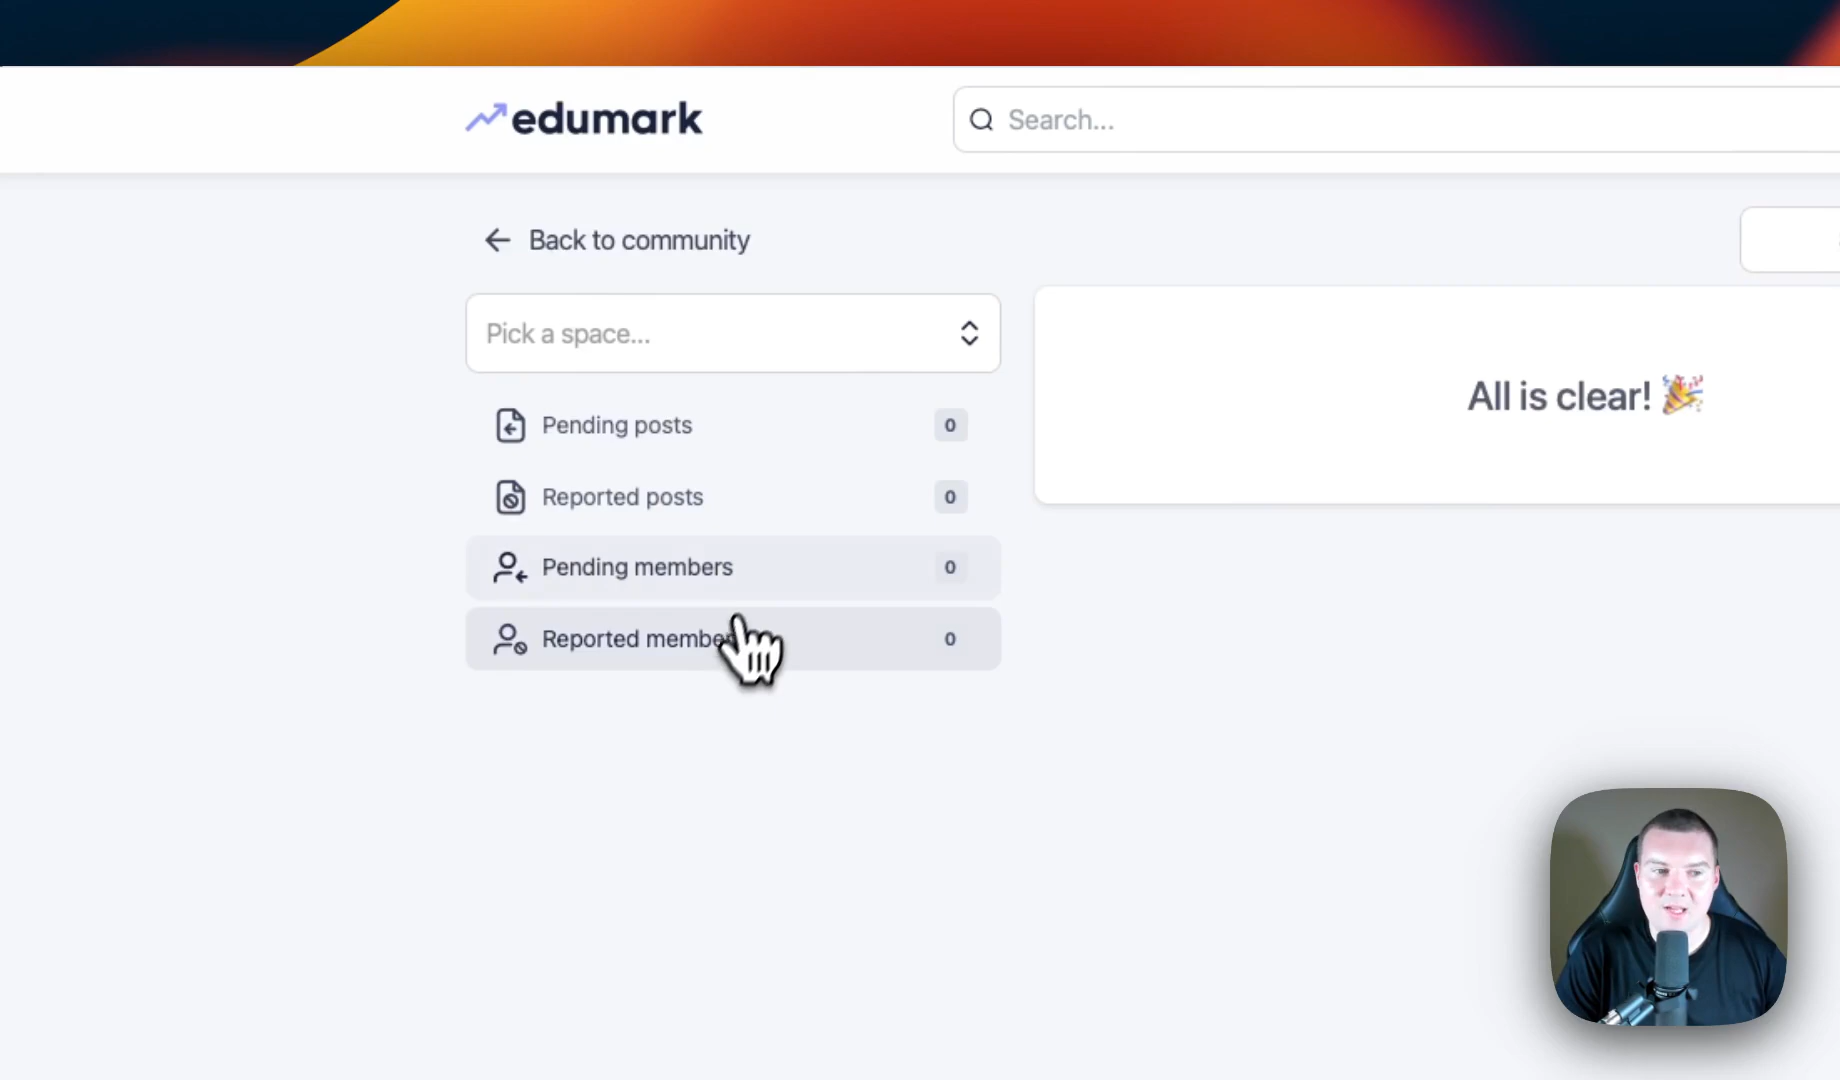 edumark
Search...
Back to community
Pick a space...
Pending posts 0
Reported posts 0
All is clear! 🎉
Pending members 0
Reported 0